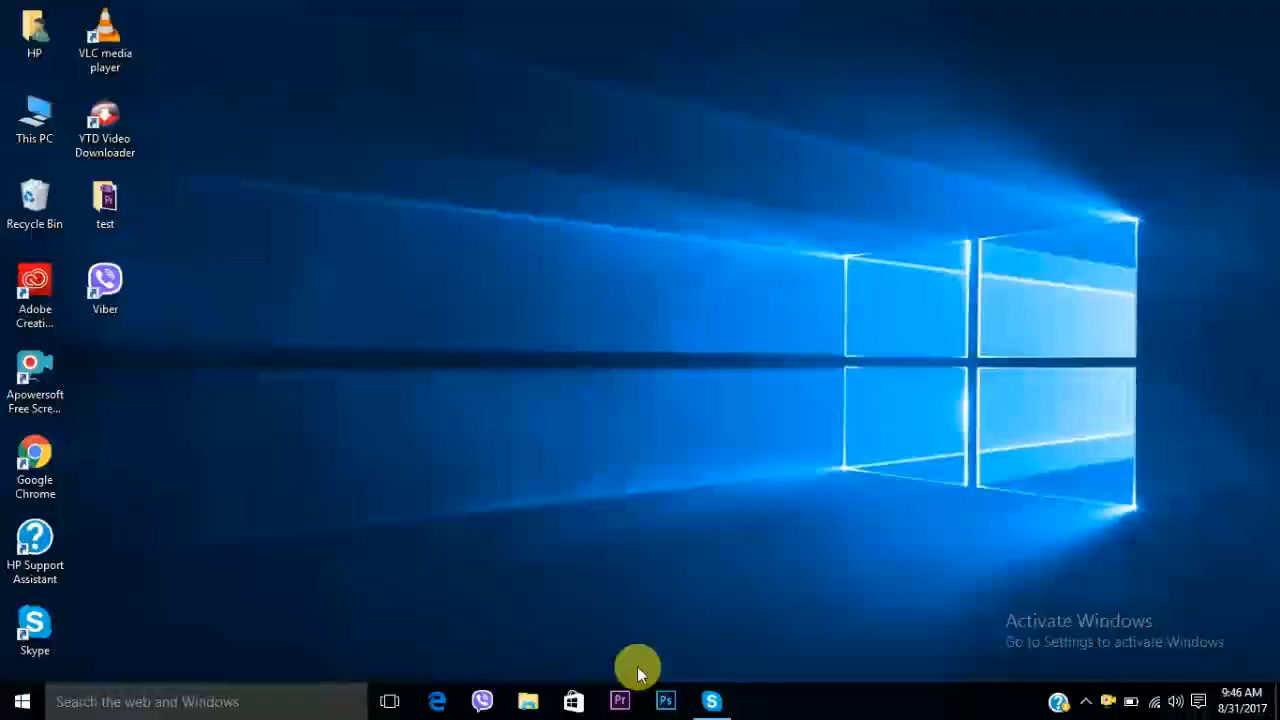 HP
VLC media
player
This PC
YTD Video
Downloader
Recycle Bin
test
Adobe
Creati...
Viber
Apowersoft
Free Scre...
Google
Chrome
HP Support
Assistant
Skype
Activate Windows
Go to Settings to activate Windows
Search the web and Windows
Pr
Ps
9:46 AM
8/31/2017